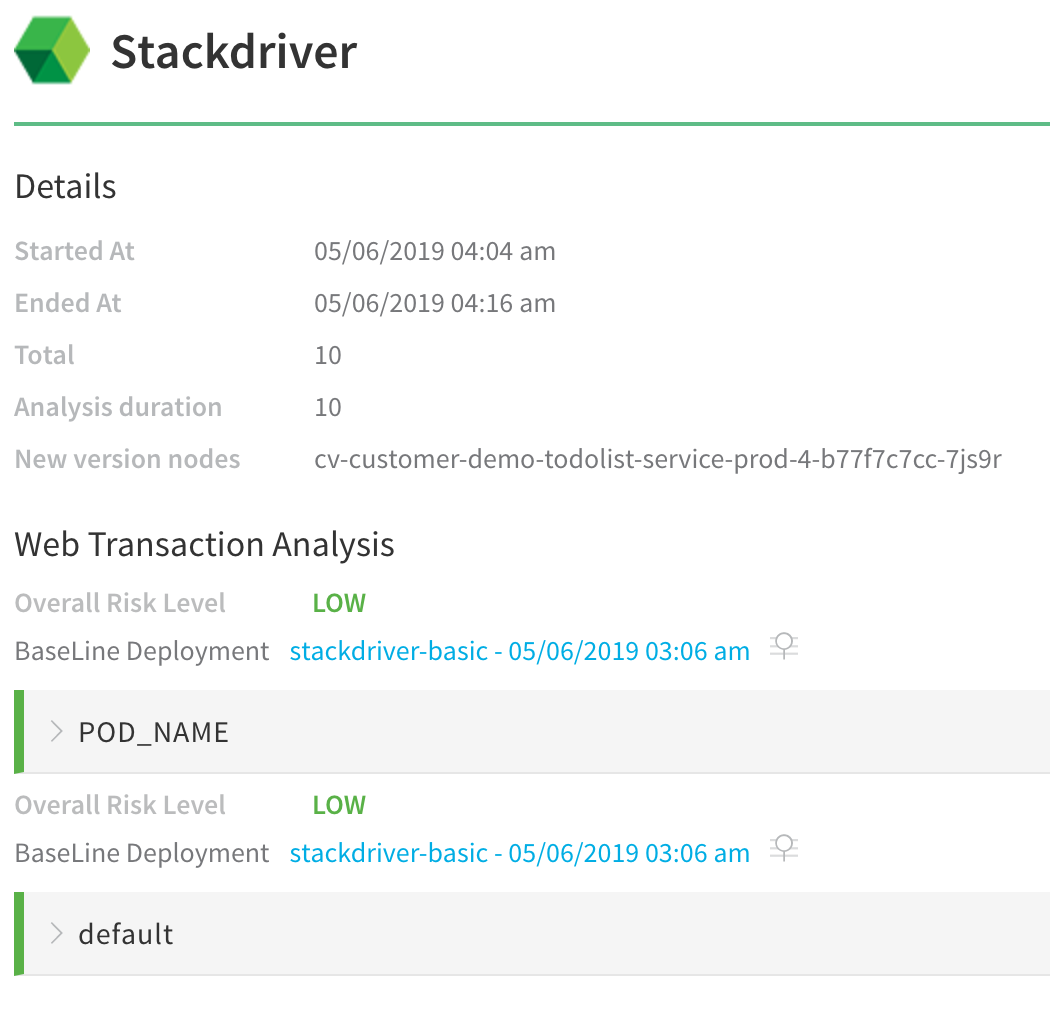 Stackdriver
Details
Started At 05/06/2019 04:04 am
Ended At 05/06/2019 04:16 am
Total 10
Analysis duration 10
New version nodes cv-customer-demo-todolist-service-prod-4-b77f7c7cc-7js9r
Web Transaction Analysis
Overall Risk Level LOW
BaseLine Deployment stackdriver-basic - 05/06/2019 03:06 am
POD_NAME
Overall Risk Level LOW
BaseLine Deployment stackdriver-basic - 05/06/2019 03:06 am
default